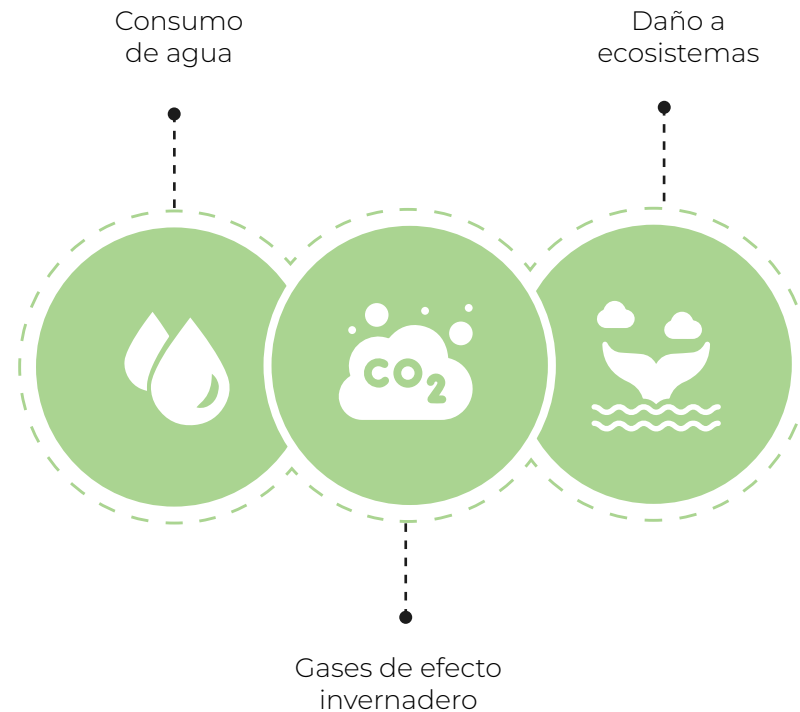 Consumo
de agua
Daño a
ecosistemas
CO2
Gases de efecto
invernadero